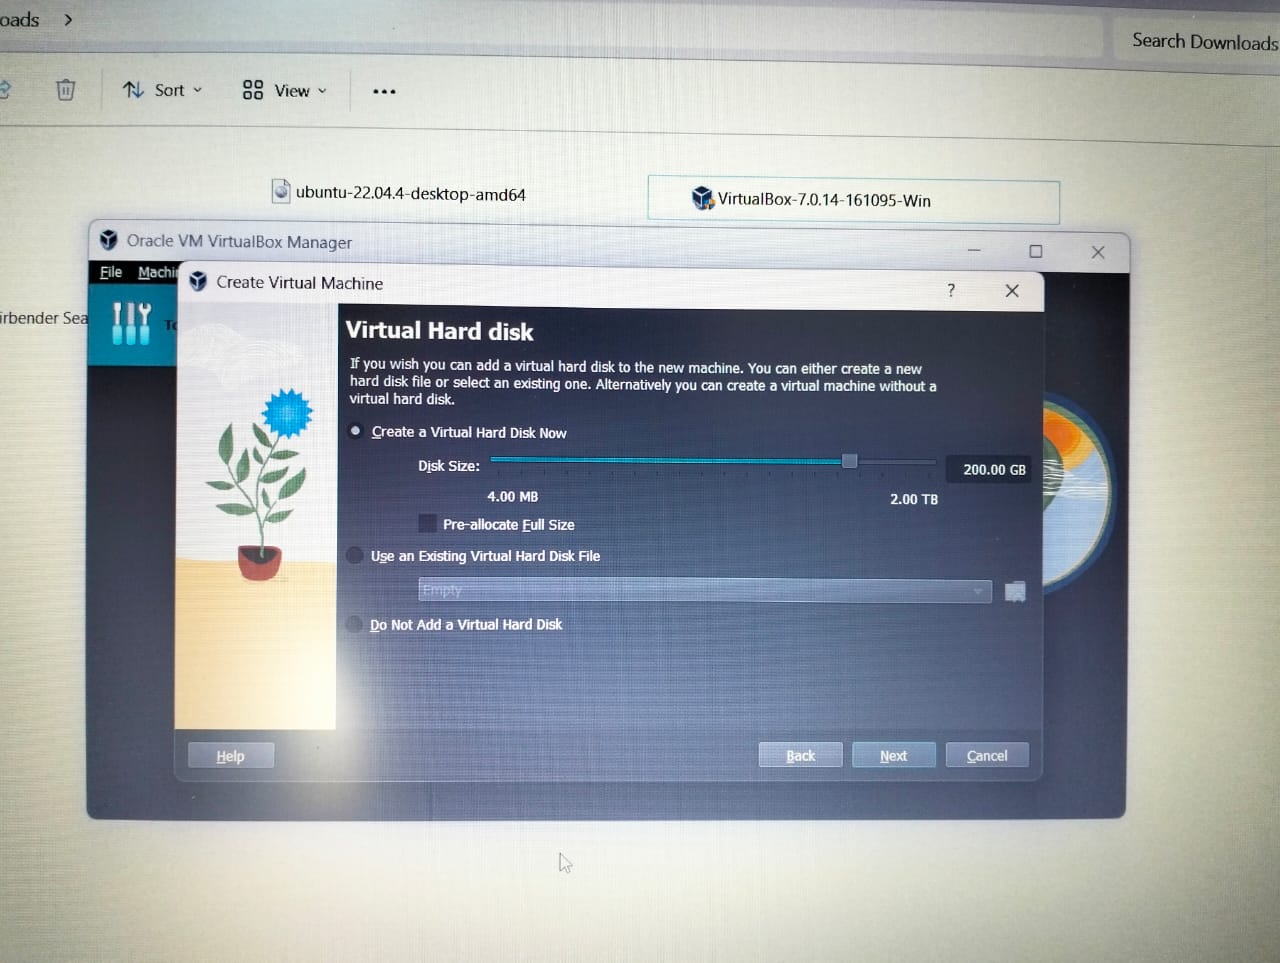 oads >
Search Downloads
Sort
View
ubuntu-22.04.4-desktop-amd64
VirtualBox-7.0.14-161095-Win
Oracle VM VirtualBox Manager
File Machin
Create Virtual Machine
?
irbender Sea
To
Virtual Hard disk
If you wish you can add a virtual hard disk to the new machine. You can either create a new
hard disk file or select an existing one. Alternatively you can create a virtual machine without a
virtual hard disk.
Create a Virtual Hard Disk Now
Disk Size:
200.00 GB
4.00 MB
2.00 TB
Pre-allocate Full Size
Use an Existing Virtual Hard Disk File
Empty
Do Not Add a Virtual Hard Disk
Help
Back
Next
Cancel